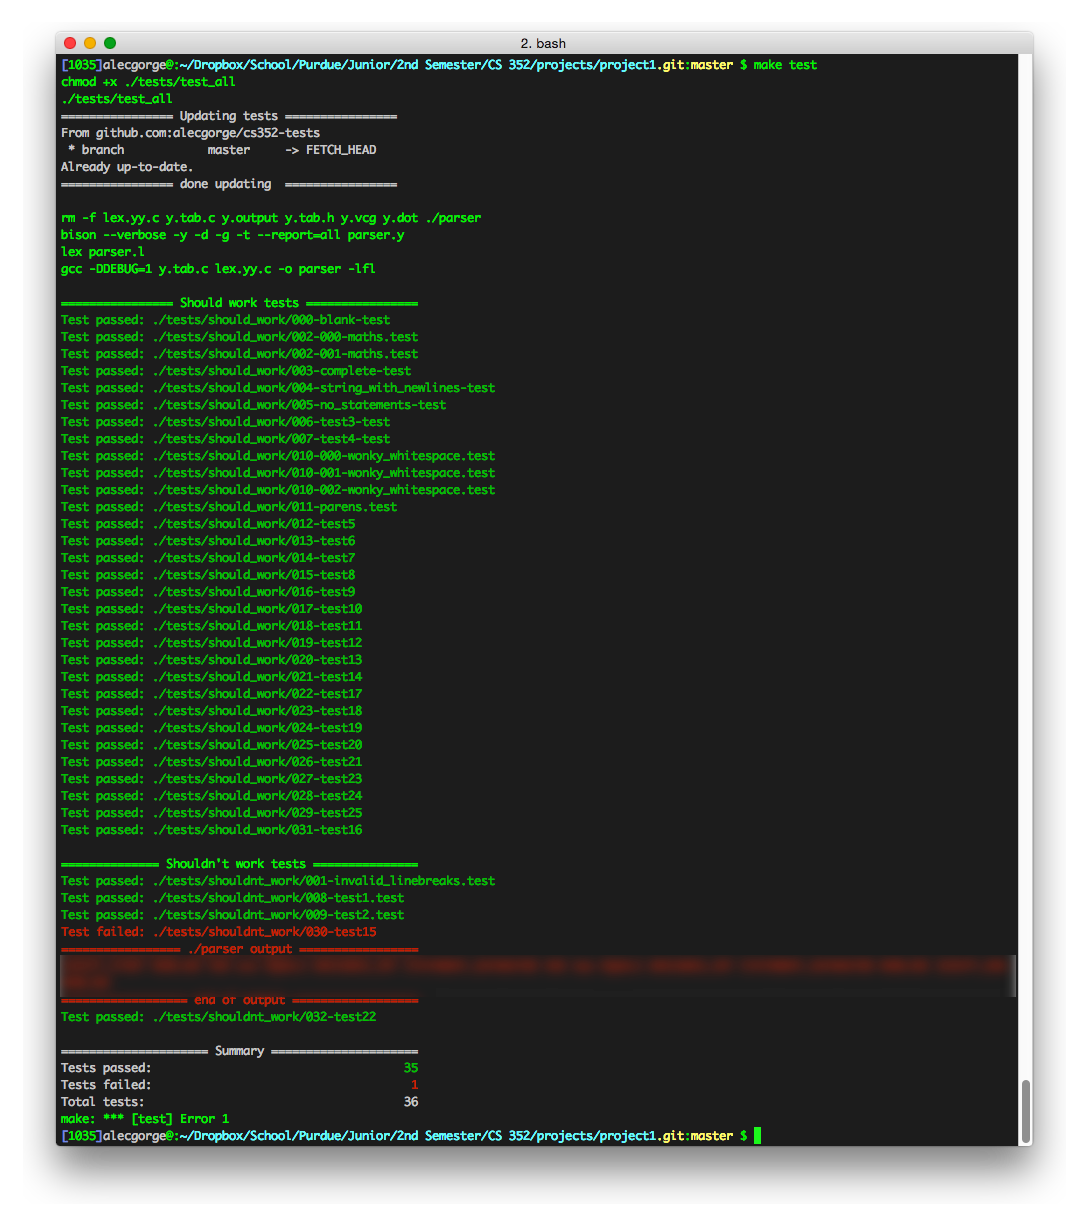 2. bash
[1035]alecgorge@:~/Dropbox/School/Purdue/Junior/2nd Semester/CS 352/projects/project1.git:master $ make test
chmod +x ./tests/test_all
./tests/test_all
================ Updating tests ================
From github.com:alecgorge/cs352-tests
 * branch            master     -> FETCH_HEAD
Already up-to-date.
================ done updating  ================
rm -f lex.yy.c y.tab.c y.output y.tab.h y.vcg y.dot ./parser
bison --verbose -y -d -g -t --report=all parser.y
lex parser.l
gcc -DDEBUG=1 y.tab.c lex.yy.c -o parser -lfl
================ Should work tests ================
Test passed: ./tests/should_work/000-blank-test
Test passed: ./tests/should_work/002-000-maths.test
Test passed: ./tests/should_work/002-001-maths.test
Test passed: ./tests/should_work/003-complete-test
Test passed: ./tests/should_work/004-string_with_newlines-test
Test passed: ./tests/should_work/005-no_statements-test
Test passed: ./tests/should_work/006-test3-test
Test passed: ./tests/should_work/007-test4-test
Test passed: ./tests/should_work/010-000-wonky_whitespace.test
Test passed: ./tests/should_work/010-001-wonky_whitespace.test
Test passed: ./tests/should_work/010-002-wonky_whitespace.test
Test passed: ./tests/should_work/011-parens.test
Test passed: ./tests/should_work/012-test5
Test passed: ./tests/should_work/013-test6
Test passed: ./tests/should_work/014-test7
Test passed: ./tests/should_work/015-test8
Test passed: ./tests/should_work/016-test9
Test passed: ./tests/should_work/017-test10
Test passed: ./tests/should_work/018-test11
Test passed: ./tests/should_work/019-test12
Test passed: ./tests/should_work/020-test13
Test passed: ./tests/should_work/021-test14
Test passed: ./tests/should_work/022-test17
Test passed: ./tests/should_work/023-test18
Test passed: ./tests/should_work/024-test19
Test passed: ./tests/should_work/025-test20
Test passed: ./tests/should_work/026-test21
Test passed: ./tests/should_work/027-test23
Test passed: ./tests/should_work/028-test24
Test passed: ./tests/should_work/029-test25
Test passed: ./tests/should_work/031-test16
============== Shouldn't work tests ===============
Test passed: ./tests/shouldnt_work/001-invalid_linebreaks.test
Test passed: ./tests/shouldnt_work/008-test1.test
Test passed: ./tests/shouldnt_work/009-test2.test
Test failed: ./tests/shouldnt_work/030-test15
================= ./parser output =================
================== end of output ==================
Test passed: ./tests/shouldnt_work/032-test22
===================== Summary =====================
Tests passed:                                    35
Tests failed:                                     1
Total tests:                                     36
make: *** [test] Error 1
[1035]alecgorge@:~/Dropbox/School/Purdue/Junior/2nd Semester/CS 352/projects/project1.git:master $